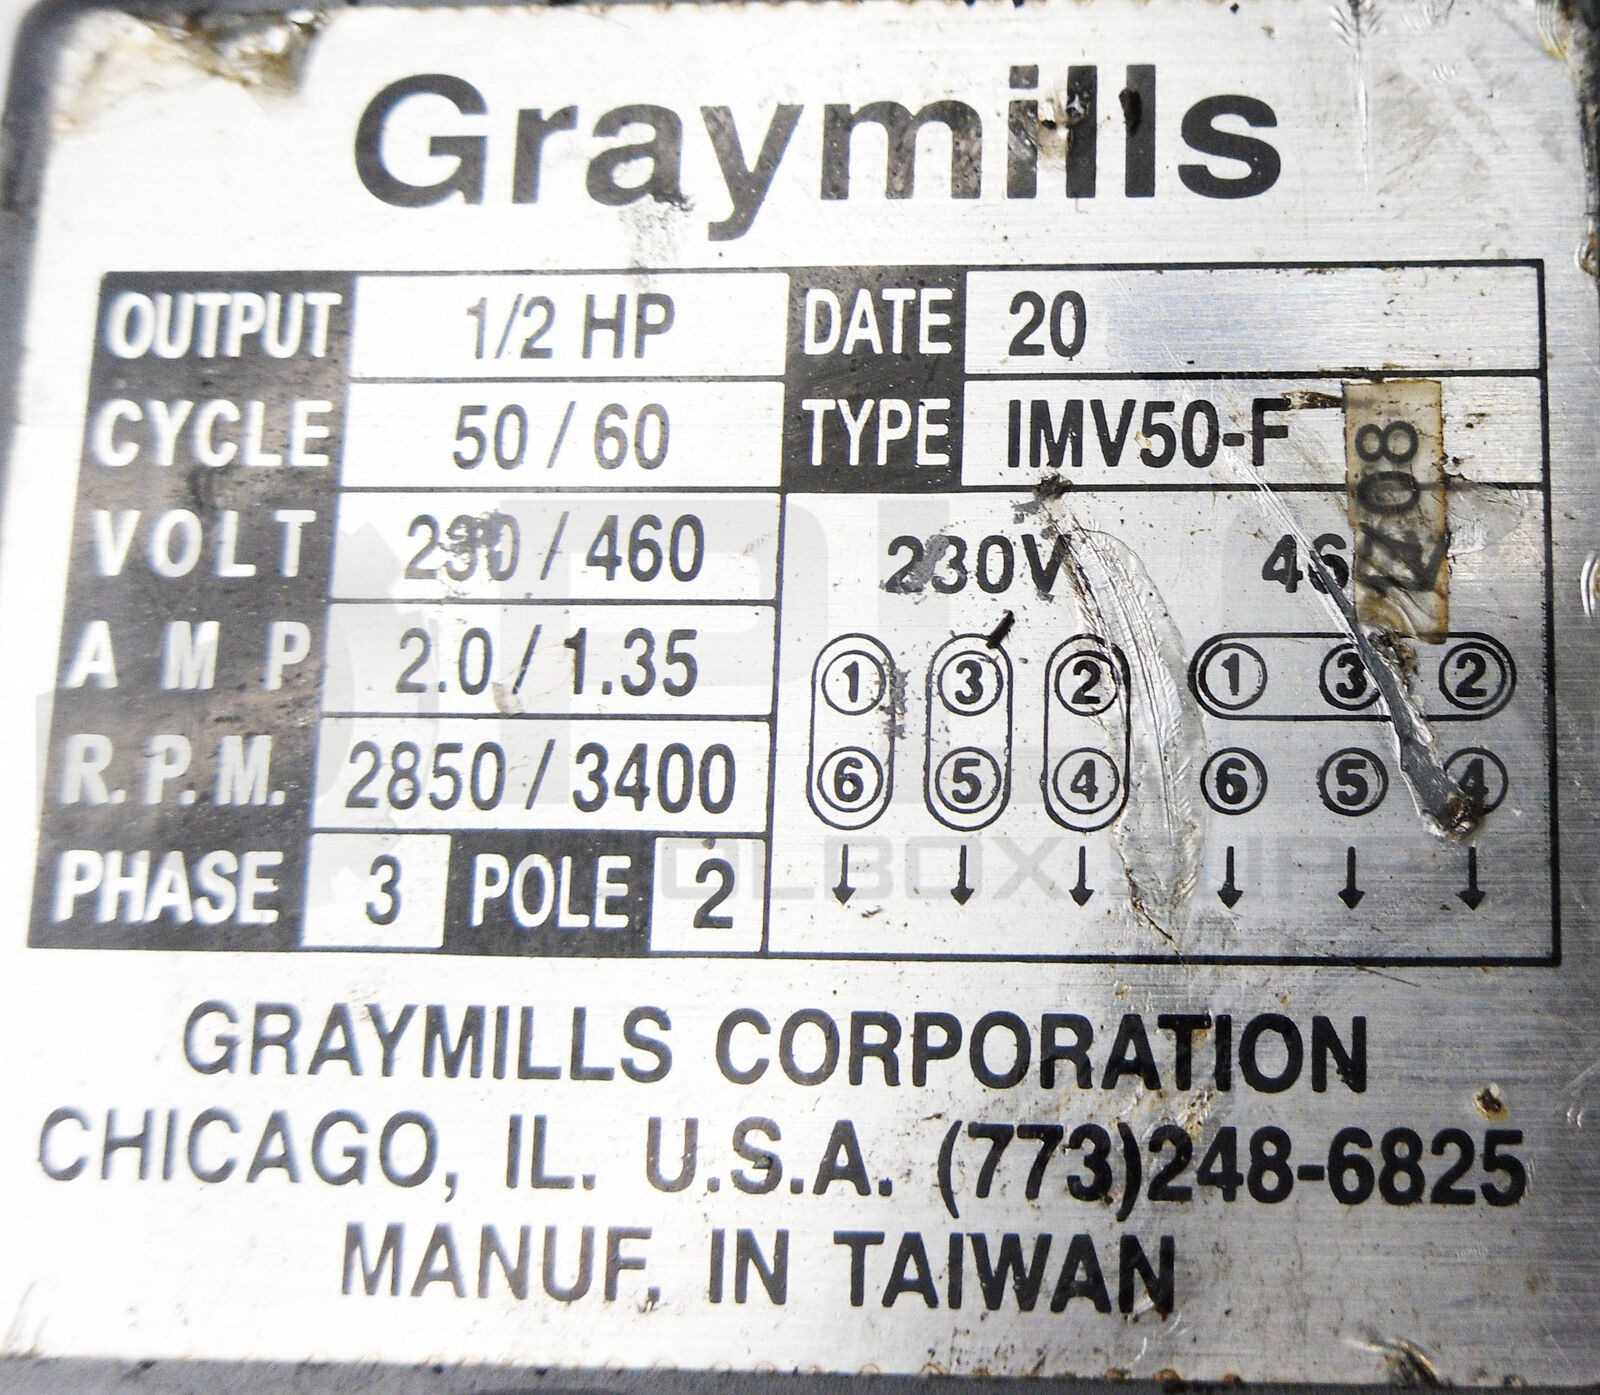 Graymills
OUTPUT 1/2 HP DATE 20
CYCLE 50 / 60 TYPE IMV50-F
VOLT 230 / 460
230V 46
AMP 2.0 / 1.35
1 3 2 1 3 2
R.P.M. 2850 / 3400
6 5 4 6 5 4
PHASE 3 POLE 2
GRAYMILLS CORPORATION
CHICAGO, IL. U.S.A. (773)248-6825
MANUF. IN TAIWAN